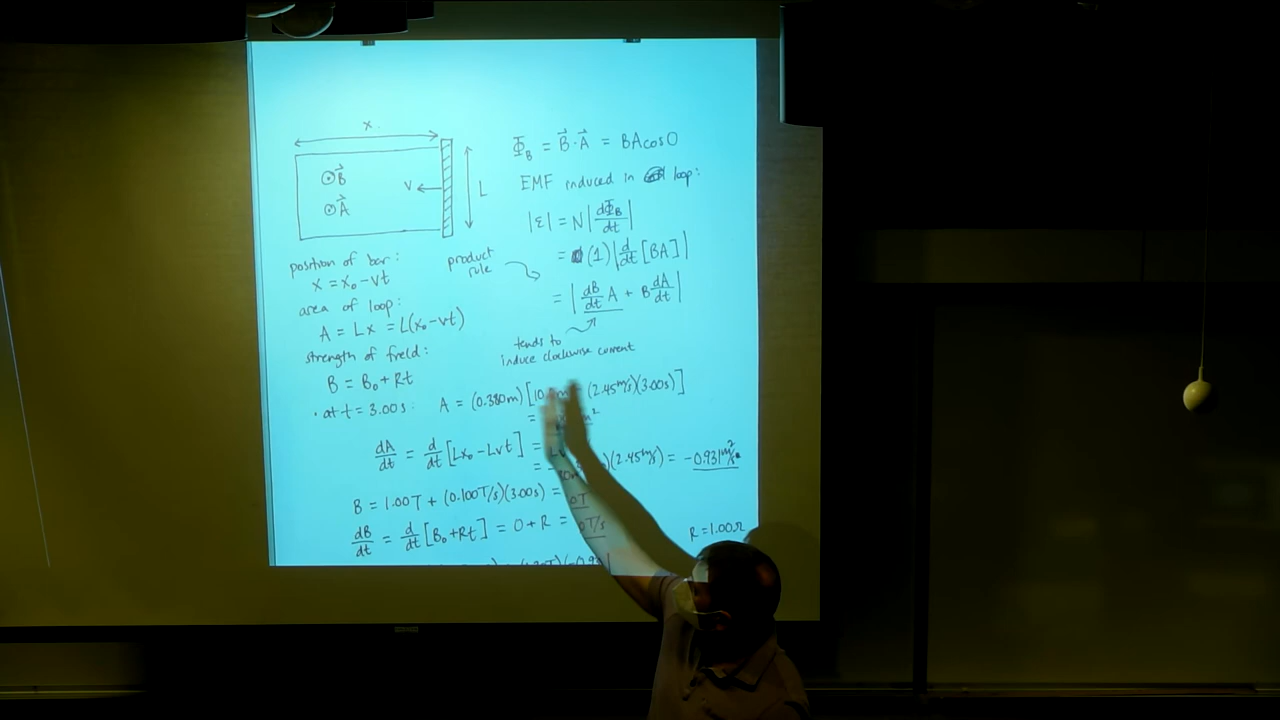 x
⊙B⃗
⊙A⃗
v
L
Φ_B = B⃗·A⃗ = BAcos0
EMF induced in loop:
|ε| = N|dΦ_B/dt|
= (1)|d/dt[BA]|
product rule
= |dB/dt A + B dA/dt|
tends to
induce clockwise current
position of bar:
x = x₀-vt
area of loop:
A = Lx = L(x₀-vt)
strength of field:
B = B₀+Rt
• at t = 3.00s:
A = (0.380m)[10 (2.45m/s)(3.00s)]
=
dA/dt = d/dt[Lx₀-Lvt] =
= - (2.45m/s) = -0.931m²/s
B = 1.00T + (0.100T/s)(3.00s) =
dB/dt = d/dt[B₀+Rt] = 0+R =
R = 1.00Ω